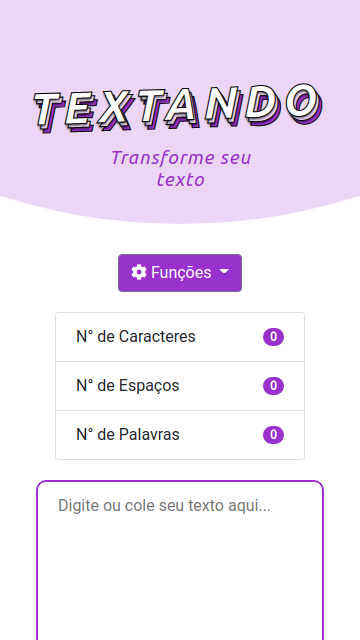 TEXTANDO
Transforme seu
texto
Funções
N° de Caracteres 0
N° de Espaços 0
N° de Palavras 0
Digite ou cole seu texto aqui...